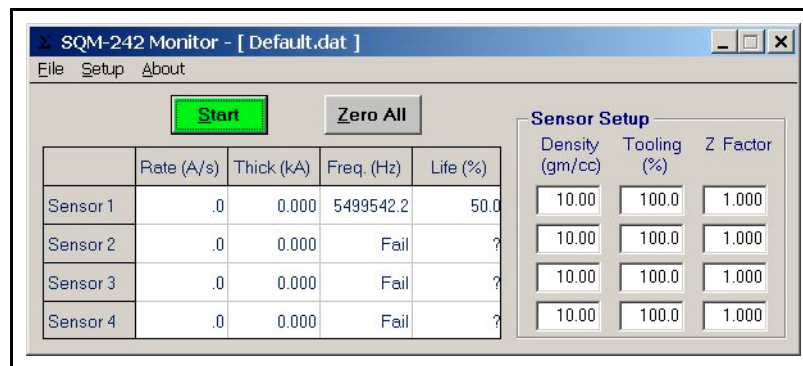 Σ SQM-242 Monitor - [ Default.dat ]
File Setup About
Start Zero All
Sensor Setup
Density (gm/cc) Tooling (%) Z Factor
Rate (A/s) Thick (kA) Freq. (Hz) Life (%)
Sensor 1 .0 0.000 5499542.2 50.0 10.00 100.0 1.000
Sensor 2 .0 0.000 Fail ? 10.00 100.0 1.000
Sensor 3 .0 0.000 Fail ? 10.00 100.0 1.000
Sensor 4 .0 0.000 Fail ? 10.00 100.0 1.000